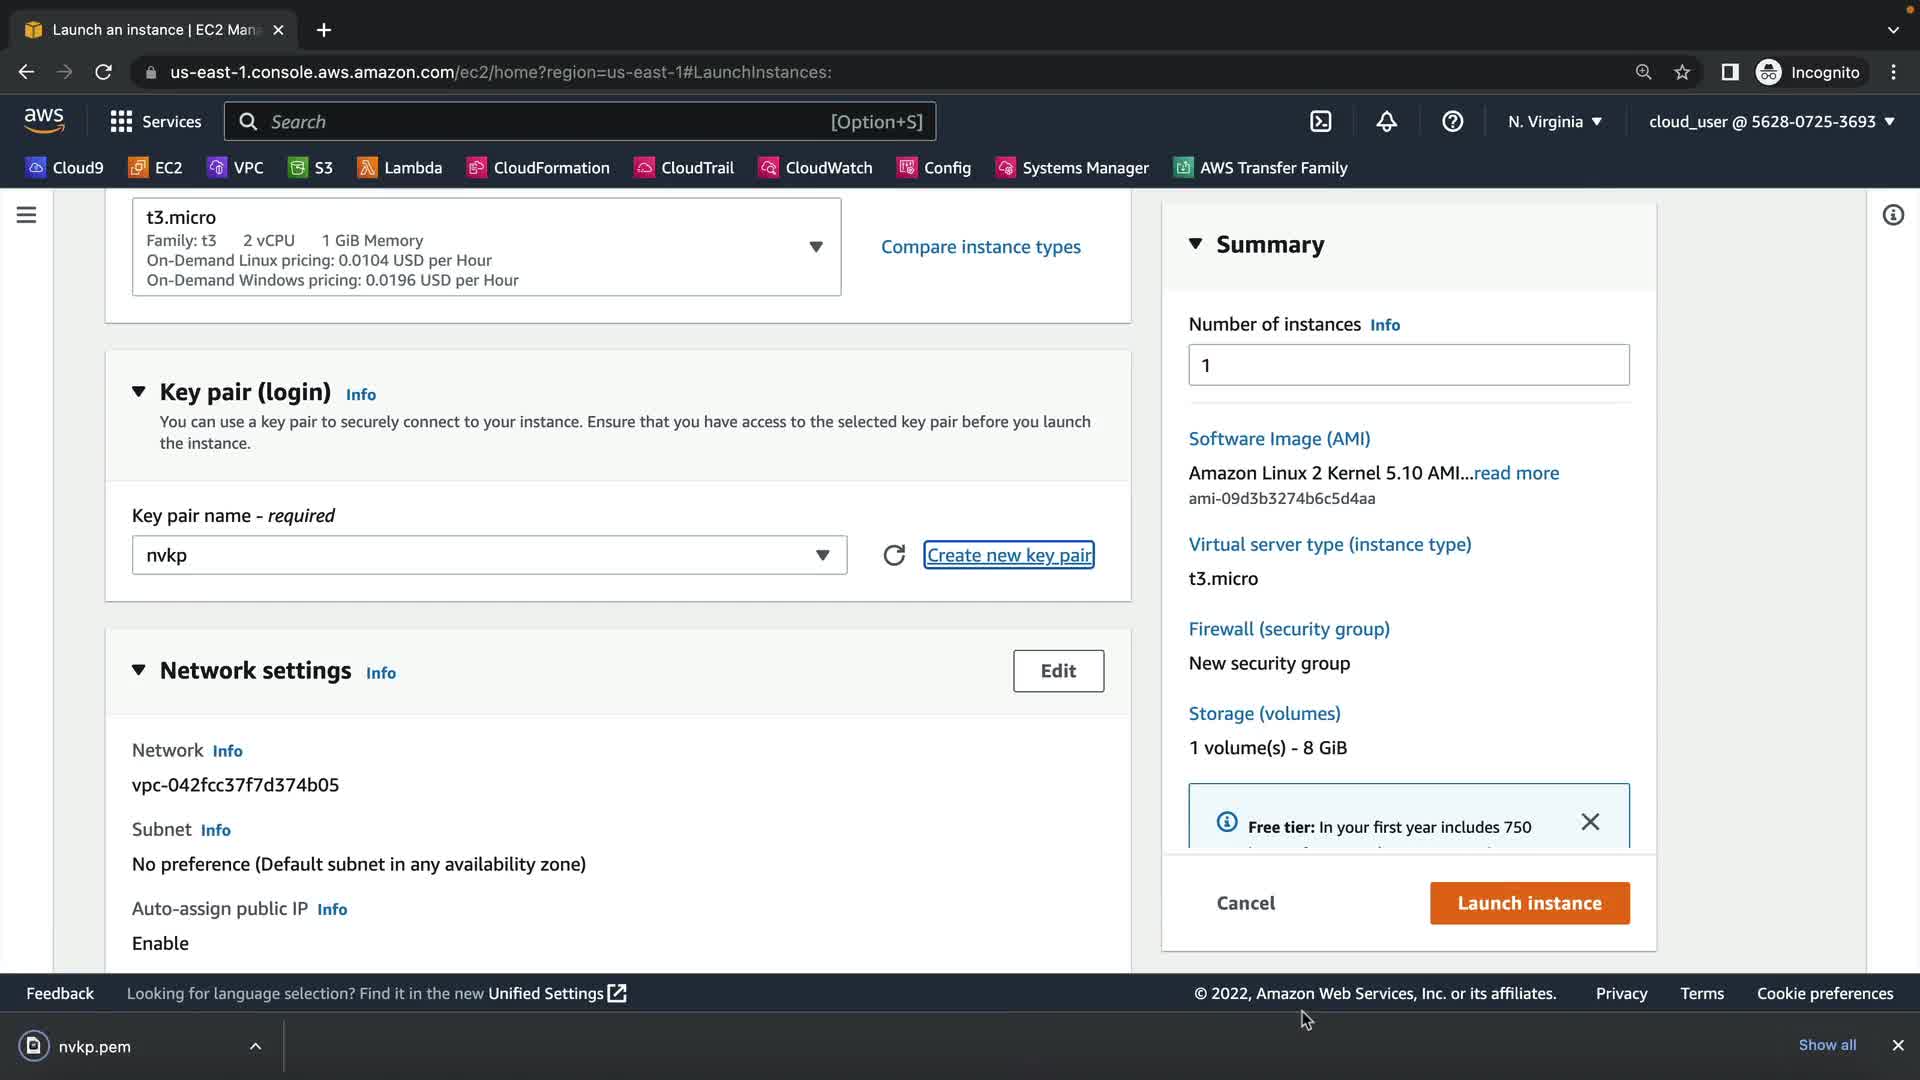 Launch an instance | EC2 Man
us-east-1.console.aws.amazon.com/ec2/home?region=us-east-1#LaunchInstances:
Incognito
aws
Services
Search
[Option+S]
N. Virginia
cloud_user @ 5628-0725-3693
Cloud9
EC2
VPC
S3
Lambda
CloudFormation
CloudTrail
CloudWatch
Config
Systems Manager
AWS Transfer Family
t3.micro
Family: t3 2 vCPU 1 GiB Memory
On-Demand Linux pricing: 0.0104 USD per Hour
On-Demand Windows pricing: 0.0196 USD per Hour
Compare instance types
Key pair (login) Info
You can use a key pair to securely connect to your instance. Ensure that you have access to the selected key pair before you launch
the instance.
Key pair name - required
nvkp
Create new key pair
Network settings Info
Edit
Network Info
vpc-042fcc37f7d374b05
Subnet Info
No preference (Default subnet in any availability zone)
Auto-assign public IP Info
Enable
Summary
Number of instances Info
1
Software Image (AMI)
Amazon Linux 2 Kernel 5.10 AMI...read more
ami-09d3b3274b6c5d4aa
Virtual server type (instance type)
t3.micro
Firewall (security group)
New security group
Storage (volumes)
1 volume(s) - 8 GiB
Free tier: In your first year includes 750
Cancel
Launch instance
Feedback
Looking for language selection? Find it in the new Unified Settings
© 2022, Amazon Web Services, Inc. or its affiliates.
Privacy
Terms
Cookie preferences
nvkp.pem
Show all